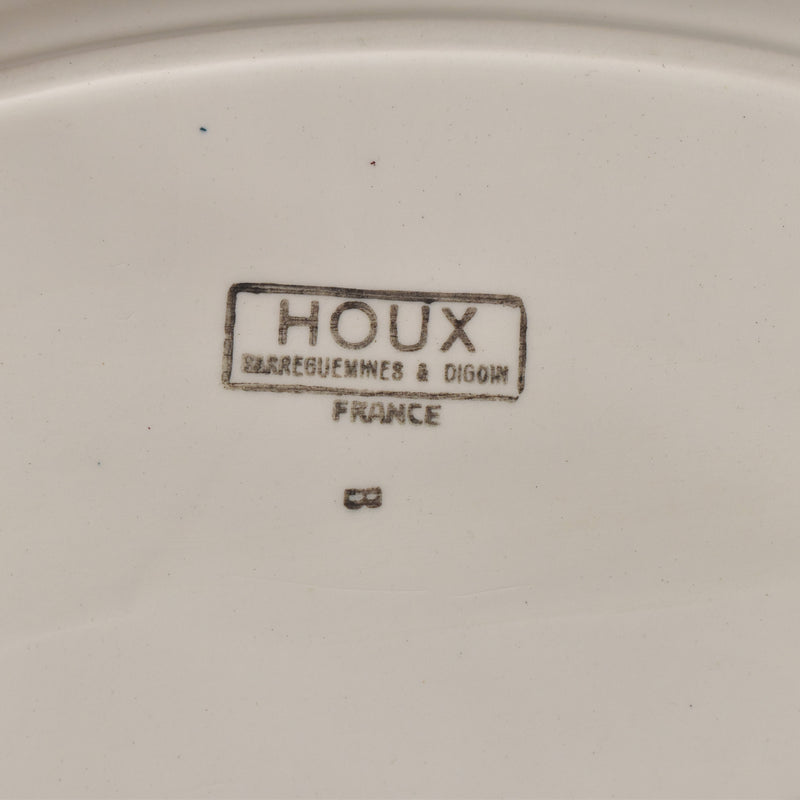 HOUX
SARREGUEMINES & DIGOIN
FRANCE
B